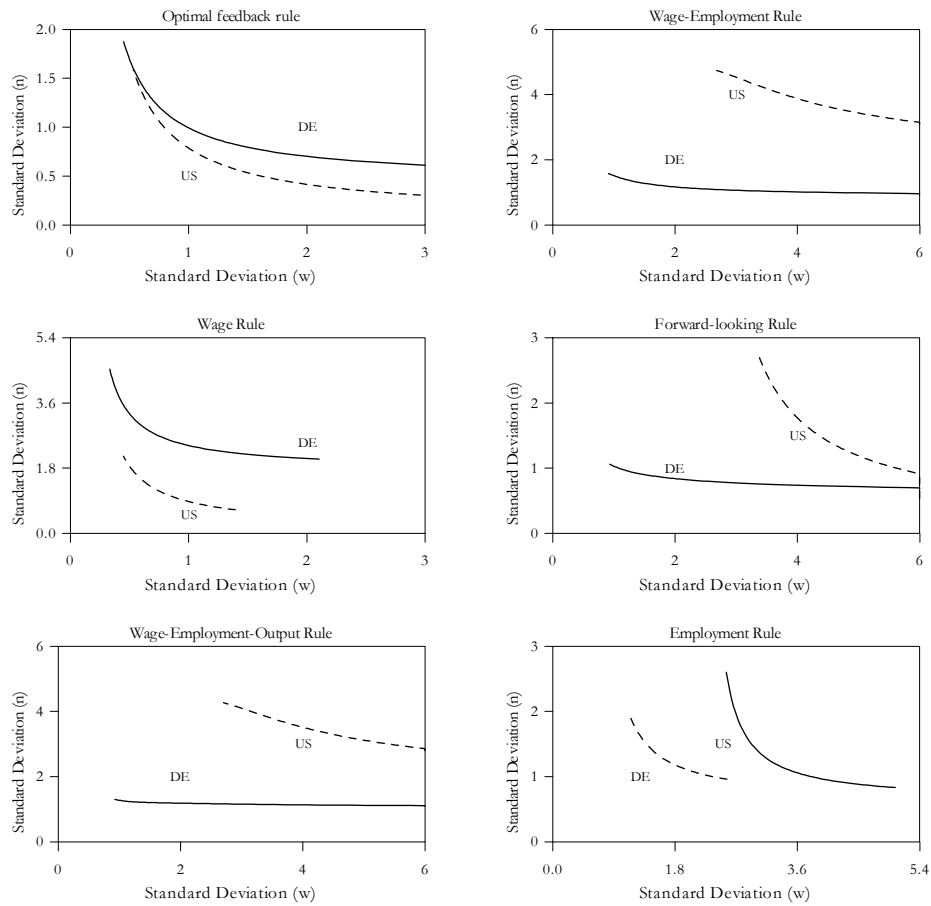 Optimal feedback rule
2.0
1.5
1.0
0.5
0.0
Standard Deviation (n)
DE
US
0
1
2
3
Standard Deviation (w)
Wage-Employment Rule
6
4
2
0
Standard Deviation (n)
US
DE
0
2
4
6
Standard Deviation (w)
Wage Rule
5.4
3.6
1.8
0.0
Standard Deviation (n)
DE
US
0
1
2
3
Standard Deviation (w)
Forward-looking Rule
3
2
1
0
Standard Deviation (n)
US
DE
0
2
4
6
Standard Deviation (w)
Wage-Employment-Output Rule
6
4
2
0
Standard Deviation (n)
US
DE
0
2
4
6
Standard Deviation (w)
Employment Rule
3
2
1
0
Standard Deviation (n)
US
DE
0.0
1.8
3.6
5.4
Standard Deviation (w)